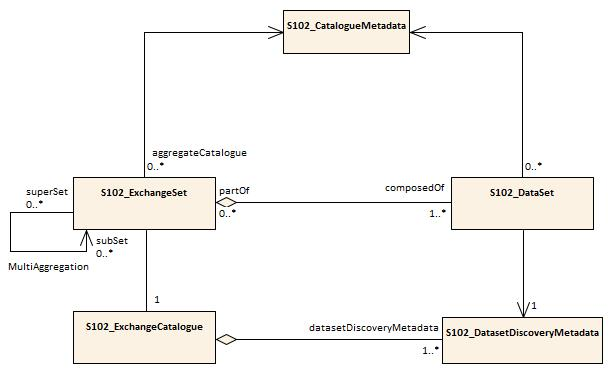 S102_CatalogueMetadata
aggregateCatalogue
0..*
0..*
superSet
0..*
S102_ExchangeSet
partOf
0..*
composedOf
1..*
S102_DataSet
subSet
0..*
MultiAggregation
1
1
S102_ExchangeCatalogue
datasetDiscoveryMetadata
1..*
S102_DatasetDiscoveryMetadata